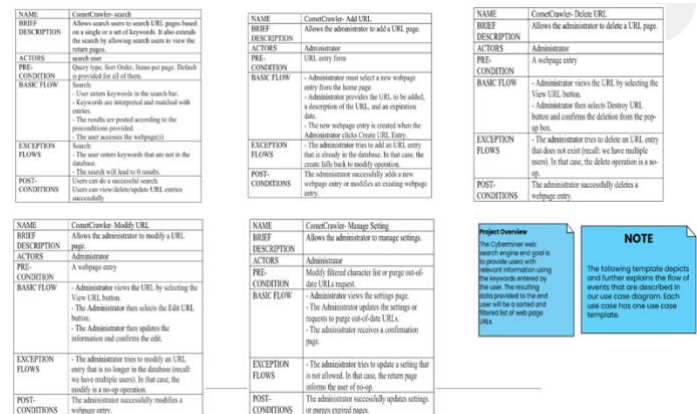 NAME
CometCrawler- search
BRIEF
DESCRIPTION
Allows search users to search URL pages based
on a single or a set of keywords. It also extends
the search by allowing search users to view the
return pages.
ACTORS
search user
PRE-
CONDITION
Query type, Sort Order, Items per page. Default
is provided for all of them.
BASIC FLOW
Search:
- User enters keywords in the search bar.
- Keywords are interpreted and matched with
entries.
- The results are posted according to the
preconditions provided.
- The user accesses the webpage(s)
EXCEPTION
FLOWS
Search:
- The user enters keywords that are not in the
database.
- The search will lead to 0 results.
POST-
CONDITIONS
Users can do a successful search.
Users can view/delete/update URL entries
successfully
NAME
CometCrawler- Add URL
BRIEF
DESCRIPTION
Allows the administrator to add a URL page.
ACTORS
Administrator
PRE-
CONDITION
URL entry form
BASIC FLOW
- Administrator must select a new webpage
entry from the home page.
- Administrator provides the URL to be added,
a description of the URL, and an expiration
date.
- The new webpage entry is created when the
Administrator clicks Create URL Entry.
EXCEPTION
FLOWS
- The administrator tries to add an URL entry
that is already in the database. In that case, the
create falls back to modify operation.
POST-
CONDITIONS
The administrator successfully adds a new
webpage entry or modifies an existing webpage
entry.
NAME
CometCrawler- Delete URL
BRIEF
DESCRIPTION
Allows the administrator to delete a URL page.
ACTORS
Administrator
PRE-
CONDITION
A webpage entry
BASIC FLOW
- Administrator views the URL by selecting the
View URL button.
- Administrator then selects Destroy URL
button and confirms the deletion from the pop-
up box.
EXCEPTION
FLOWS
- The administrator tries to delete an URL entry
that does not exist (recall: we have multiple
users). In that case, the delete operation is a no-
op.
POST-
CONDITIONS
The administrator successfully deletes a
webpage entry.
NAME
CometCrawler- Modify URL
BRIEF
DESCRIPTION
Allows the administrator to modify a URL
page.
ACTORS
Administrator
PRE-
CONDITION
A webpage entry
BASIC FLOW
- Administrator views the URL by selecting the
View URL button.
- The Administrator then selects the Edit URL
button.
- The Administrator then updates the
information and confirms the edit.
EXCEPTION
FLOWS
- The administrator tries to modify an URL
entry that is no longer in the database (recall:
we have multiple users). In that case, the
modify is a no-op operation.
POST-
CONDITIONS
The administrator successfully modifies a
webpage entry.
NAME
CometCrawler- Manage Setting
BRIEF
DESCRIPTION
Allows the administrator to manage settings.
ACTORS
Administrator
PRE-
CONDITION
Modify filtered character list or purge out-of-
date URLs request.
BASIC FLOW
- Administrator views the settings page.
- The Administrator updates the settings or
requests to purge out-of-date URLs.
- The administrator receives a confirmation
page.
EXCEPTION
FLOWS
- The administrator tries to update a setting that
is not allowed. In that case, the return page
informs the user of no-op.
POST-
CONDITIONS
The administrator successfully updates settings
or purges expired pages.
Project Overview
The Cyberminer web
search engine end goal is
to provide users with
relevant information using
the keywords entered by
the user. The resulting
data provided to the end
user will be a sorted and
filtered list of web page
URLs.
NOTE
The following template depicts
and further explains the flow of
events that are described in
our use case diagram. Each
use case has one use case
template.